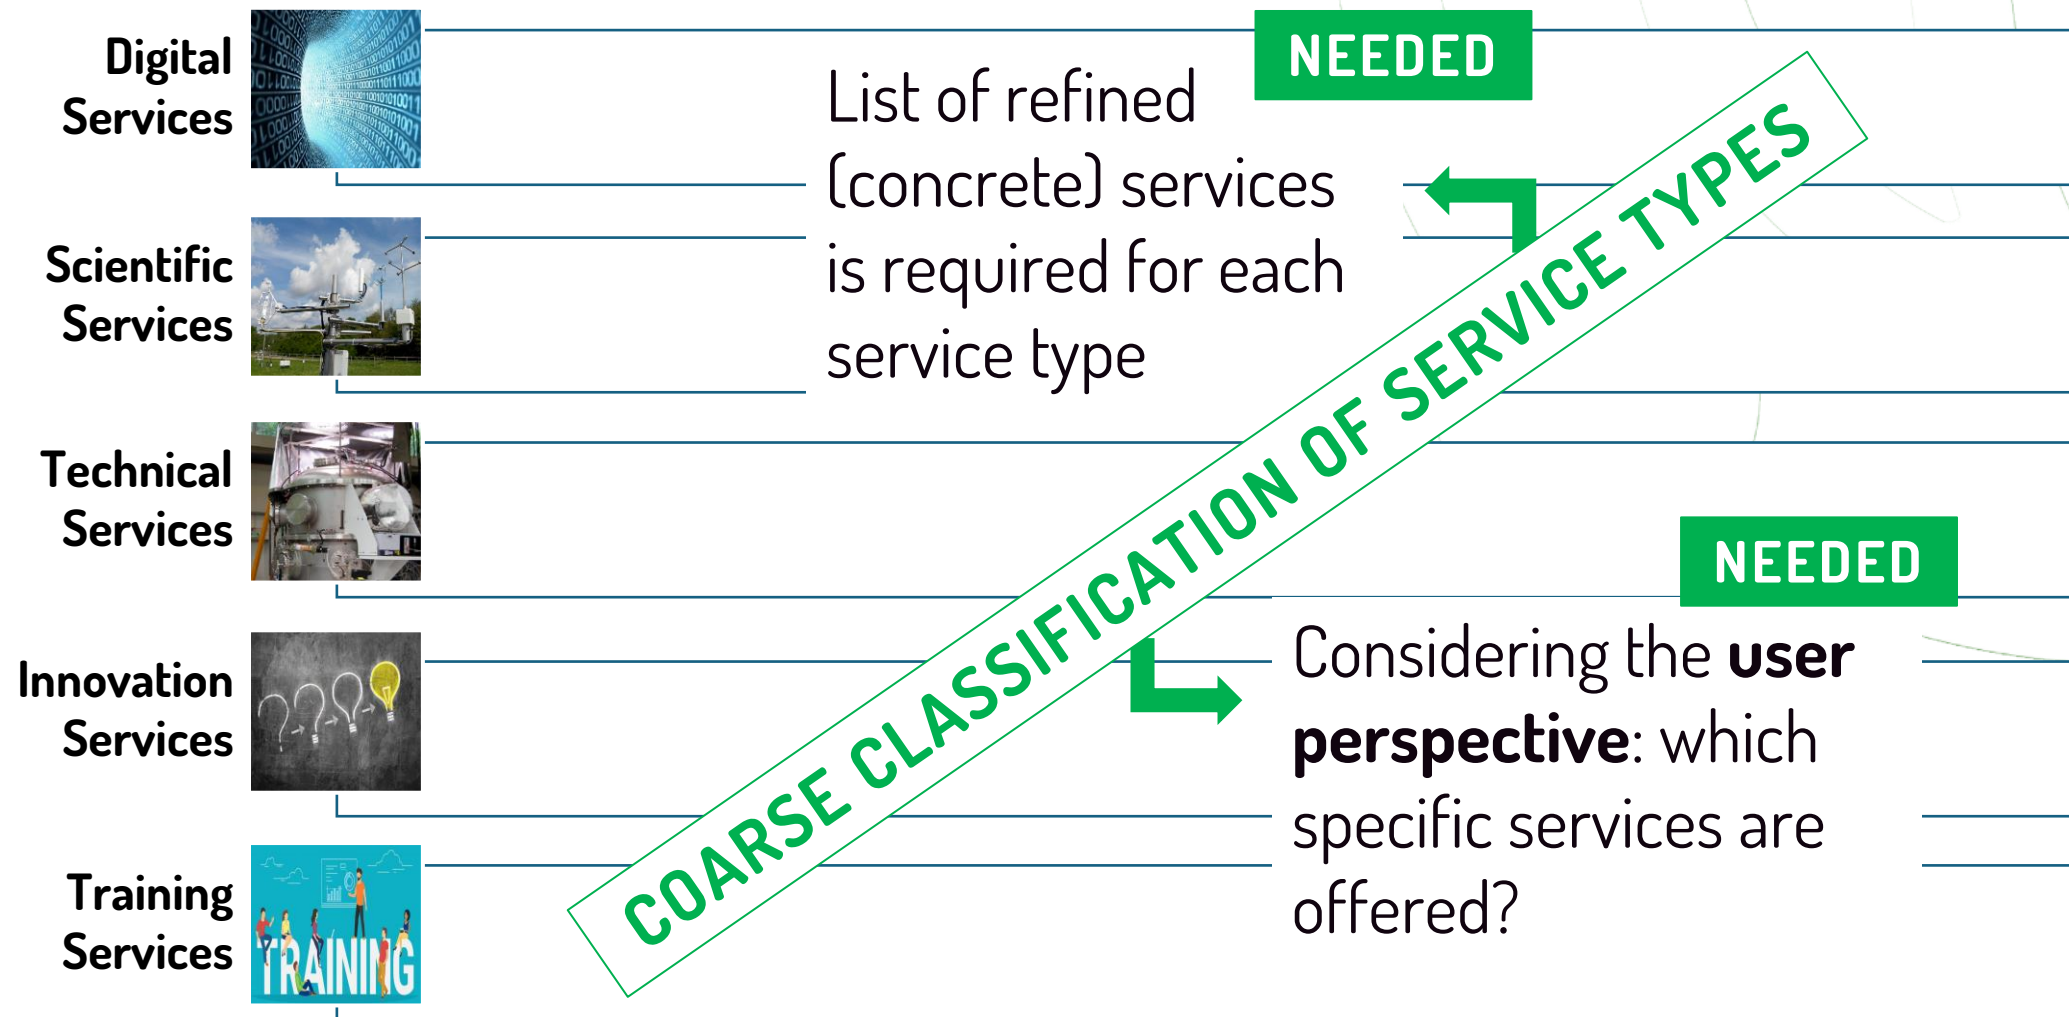 Digital
Services
Scientific
Services
Technical
Services
Innovation
Services
Training
Services
TRAINING
NEEDED
List of refined
(concrete) services
is required for each
service type
COARSE CLASSIFICATION OF SERVICE TYPES
NEEDED
Considering the user
perspective: which
specific services are
offered?